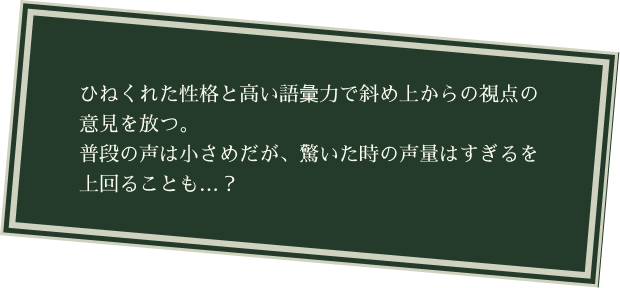 ひねくれた性格と高い語彙力で斜め上からの視点の
意見を放つ。
普段の声は小さめだが、驚いた時の声量はすぎるを
上回ることも…？